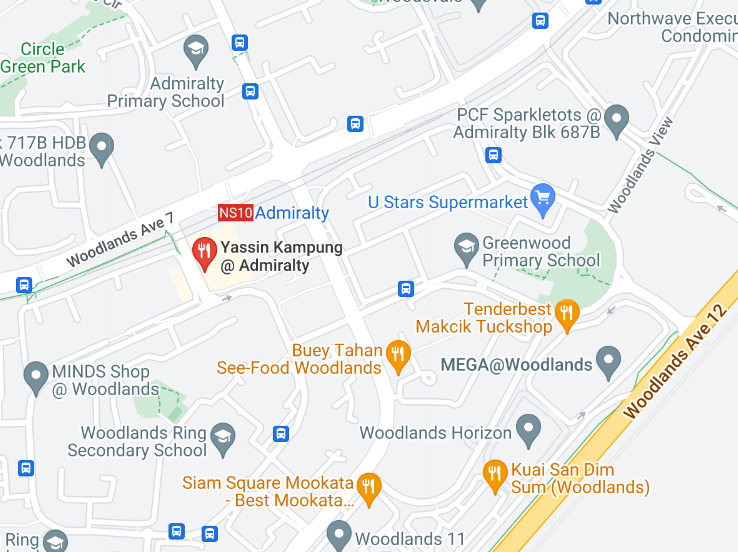 Woodsvale
Northwave Execu
Condomin
Circle
Green Park
Admiralty
Primary School
PCF Sparkletots @
Admiralty Blk 687B
k 717B HDB
Woodlands
Woodlands View
U Stars Supermarket
NS10 Admiralty
Woodlands Ave 7
Yassin Kampung
@ Admiralty
Greenwood
Primary School
Tenderbest
Makcik Tuckshop
Woodlands Ave 12
Buey Tahan
See-Food Woodlands
MEGA@Woodlands
MINDS Shop
@ Woodlands
Woodlands Ring
Secondary School
Woodlands Horizon
Siam Square Mookata
- Best Mookata...
Kuai San Dim
Sum (Woodlands)
Woodlands 11
Ring